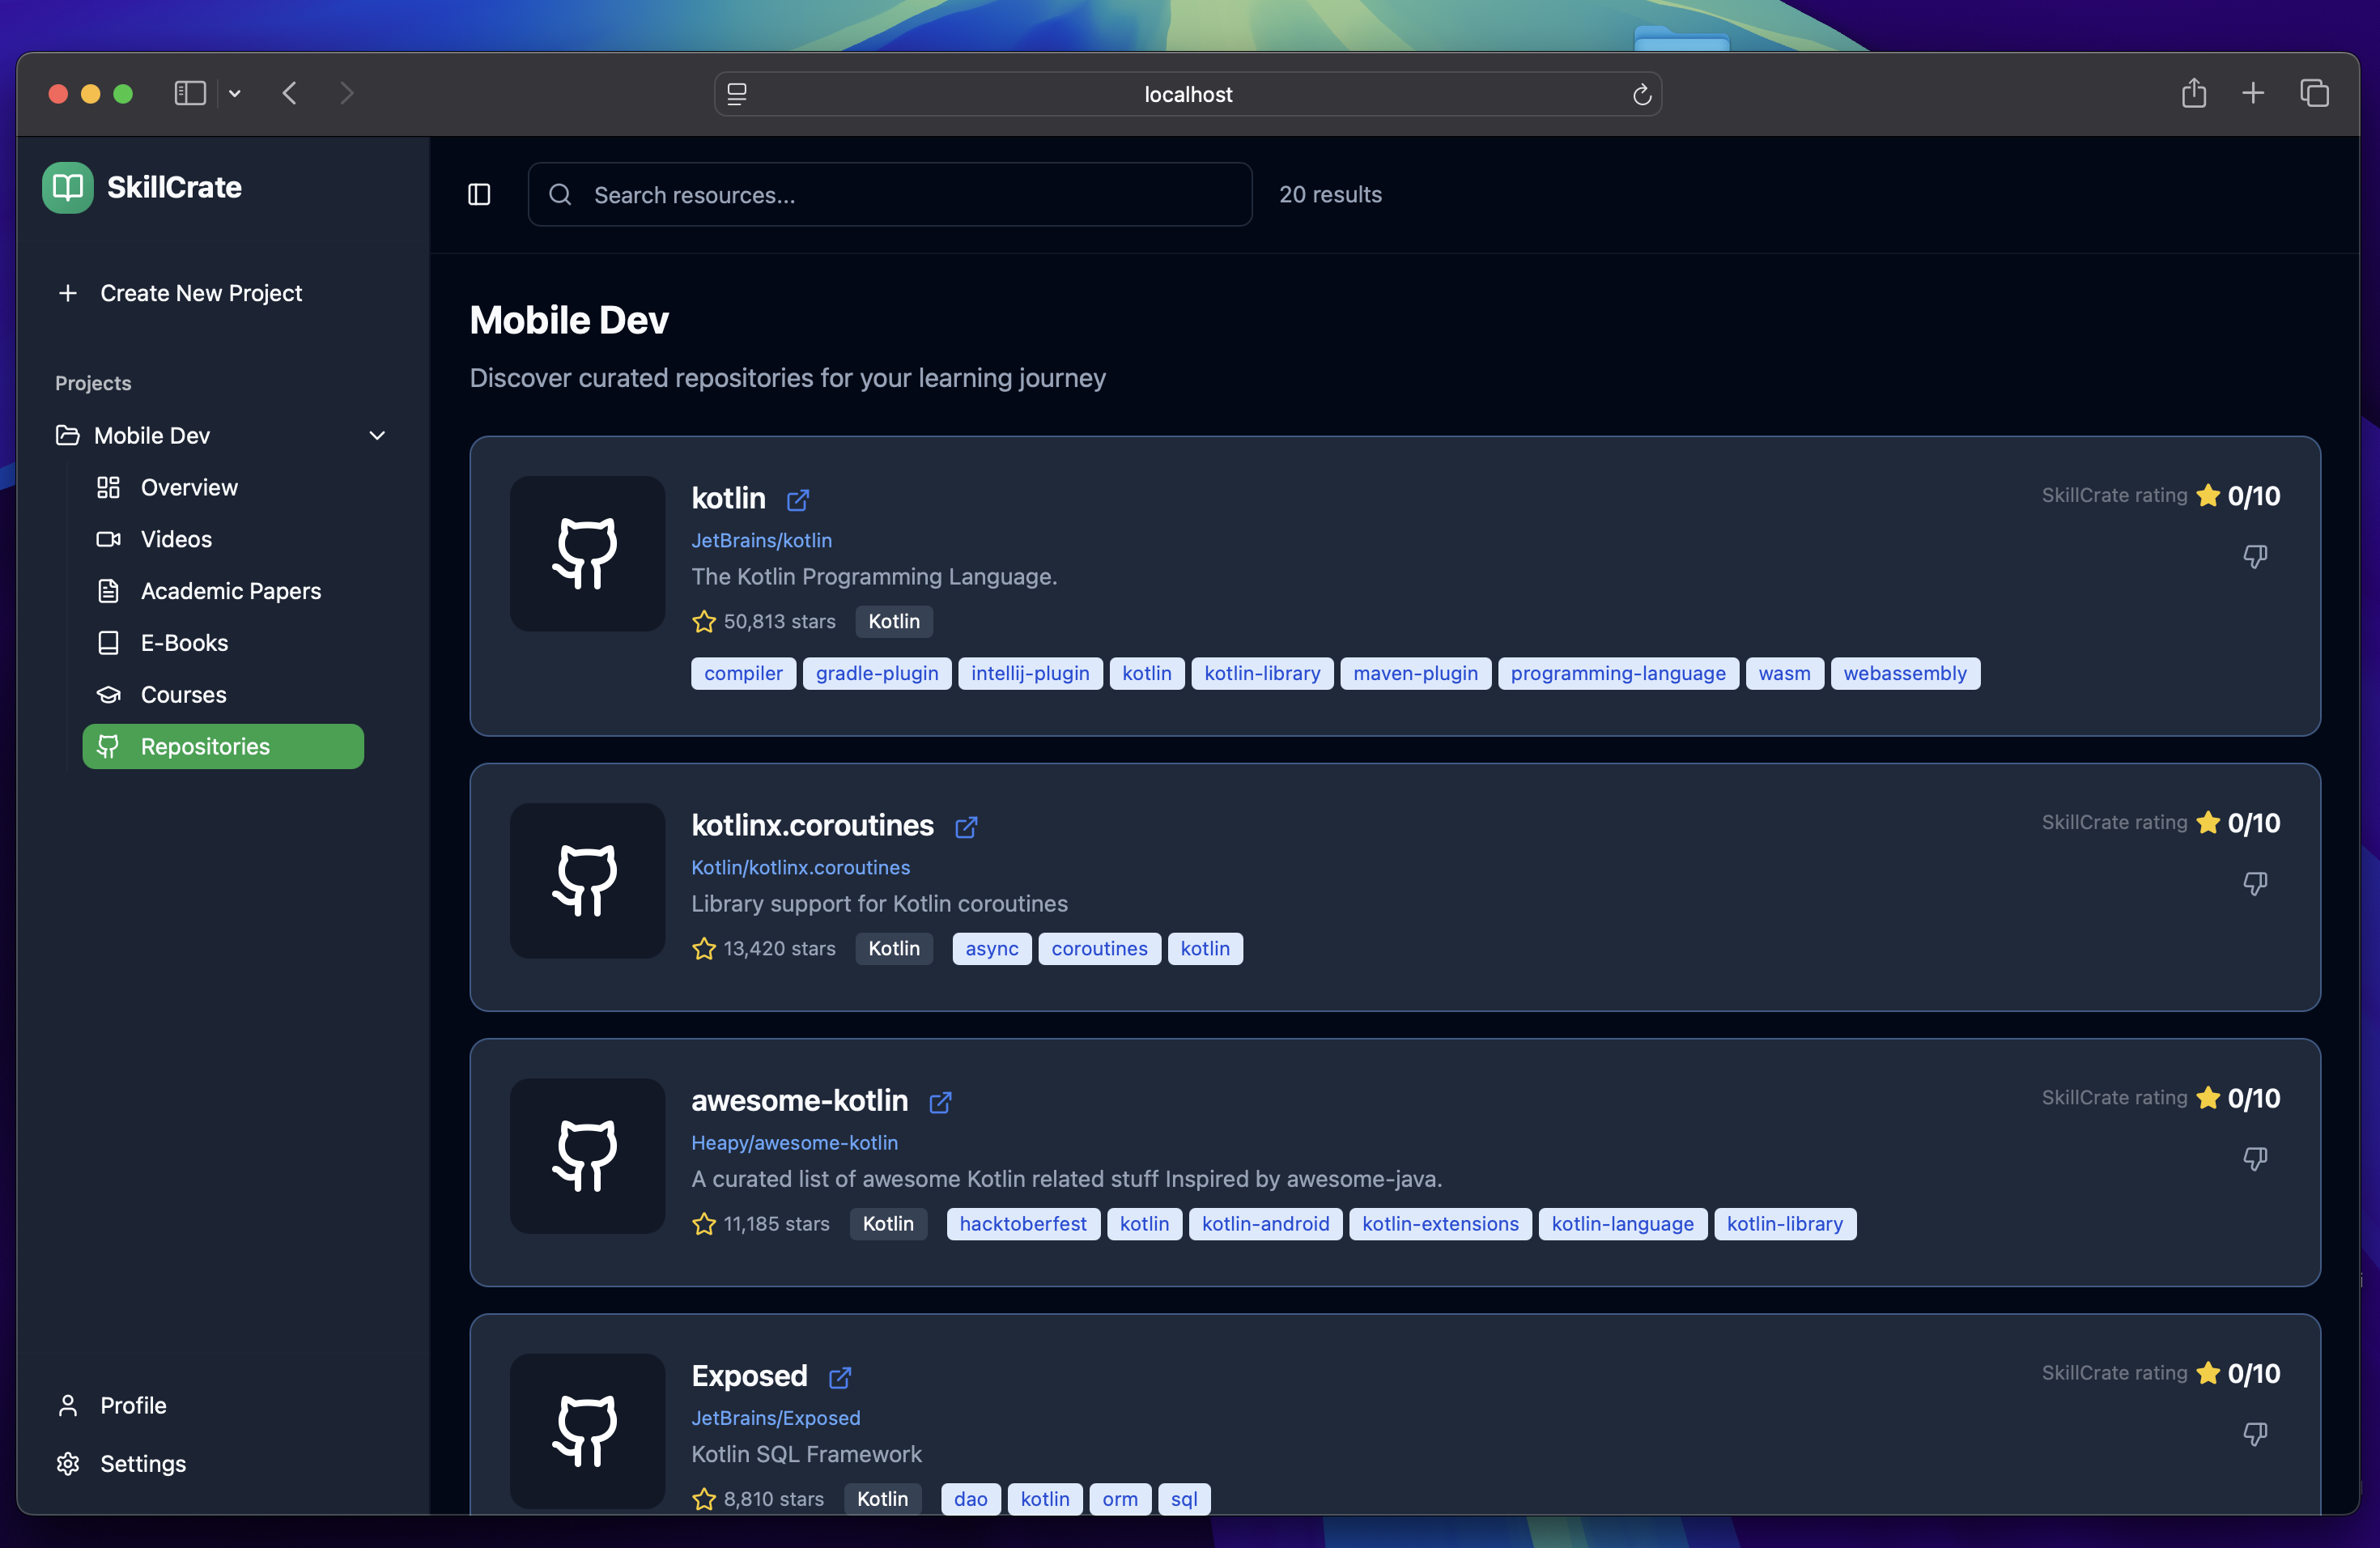 localhost
SkillCrate
Create New Project
Projects
Mobile Dev
Overview
Videos
Academic Papers
E-Books
Courses
Repositories
Profile
Settings
Search resources...
20 results
Mobile Dev
Discover curated repositories for your learning journey
kotlin
SkillCrate rating 0/10
JetBrains/kotlin
The Kotlin Programming Language.
50,813 stars Kotlin
compiler gradle-plugin intellij-plugin kotlin kotlin-library maven-plugin programming-language wasm webassembly
kotlinx.coroutines
SkillCrate rating 0/10
Kotlin/kotlinx.coroutines
Library support for Kotlin coroutines
13,420 stars Kotlin async coroutines kotlin
awesome-kotlin
SkillCrate rating 0/10
Heapy/awesome-kotlin
A curated list of awesome Kotlin related stuff Inspired by awesome-java.
11,185 stars Kotlin hacktoberfest kotlin kotlin-android kotlin-extensions kotlin-language kotlin-library
Exposed
SkillCrate rating 0/10
JetBrains/Exposed
Kotlin SQL Framework
8,810 stars Kotlin dao kotlin orm sql